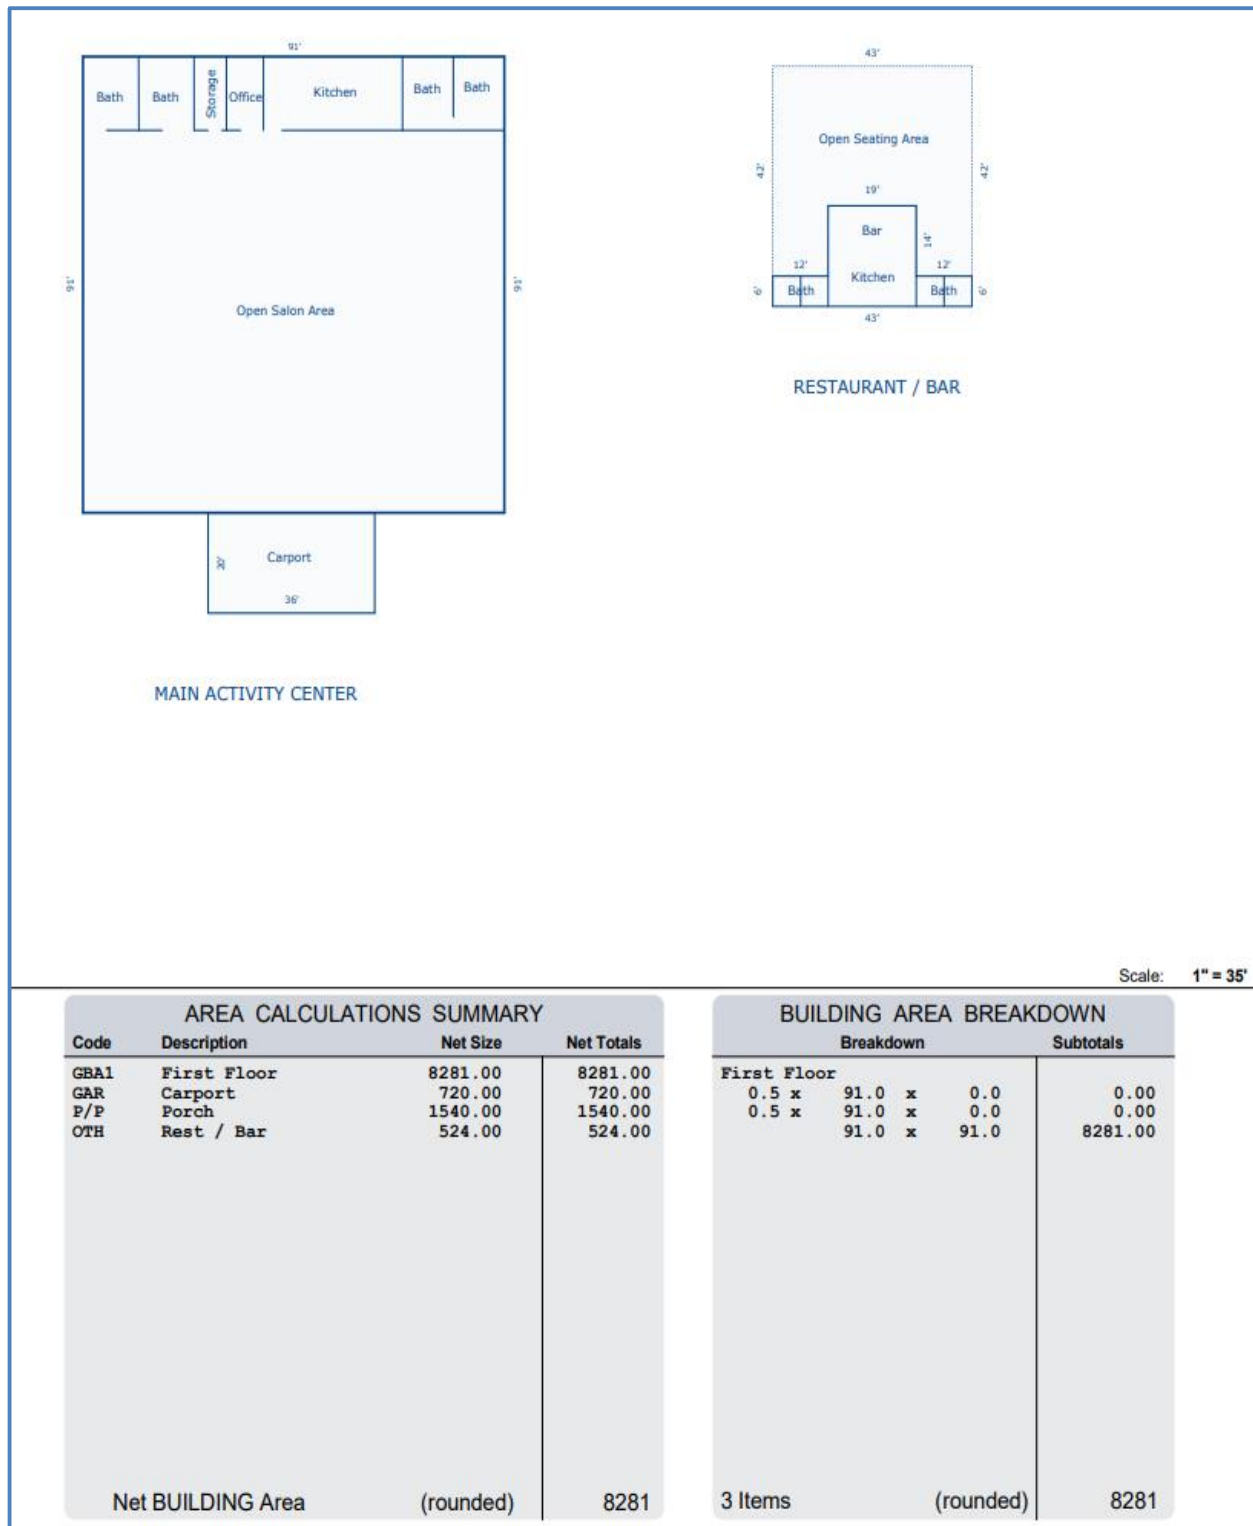 91'
Bath
Bath
Storage
Office
Kitchen
Bath
Bath
91'
Open Salon Area
91'
20'
Carport
36'
MAIN ACTIVITY CENTER
43'
Open Seating Area
42'
42'
19'
Bar
14'
12'
12'
Kitchen
6'
Bath
Bath
6'
43'
RESTAURANT / BAR
Scale: 1" = 35'
AREA CALCULATIONS SUMMARY
Code Description Net Size Net Totals
GBA1 First Floor 8281.00 8281.00
GAR Carport 720.00 720.00
P/P Porch 1540.00 1540.00
OTH Rest / Bar 524.00 524.00
Net BUILDING Area (rounded) 8281
BUILDING AREA BREAKDOWN
Breakdown Subtotals
First Floor
0.5 x 91.0 x 0.0 0.00
0.5 x 91.0 x 0.0 0.00
91.0 x 91.0 8281.00
3 Items (rounded) 8281